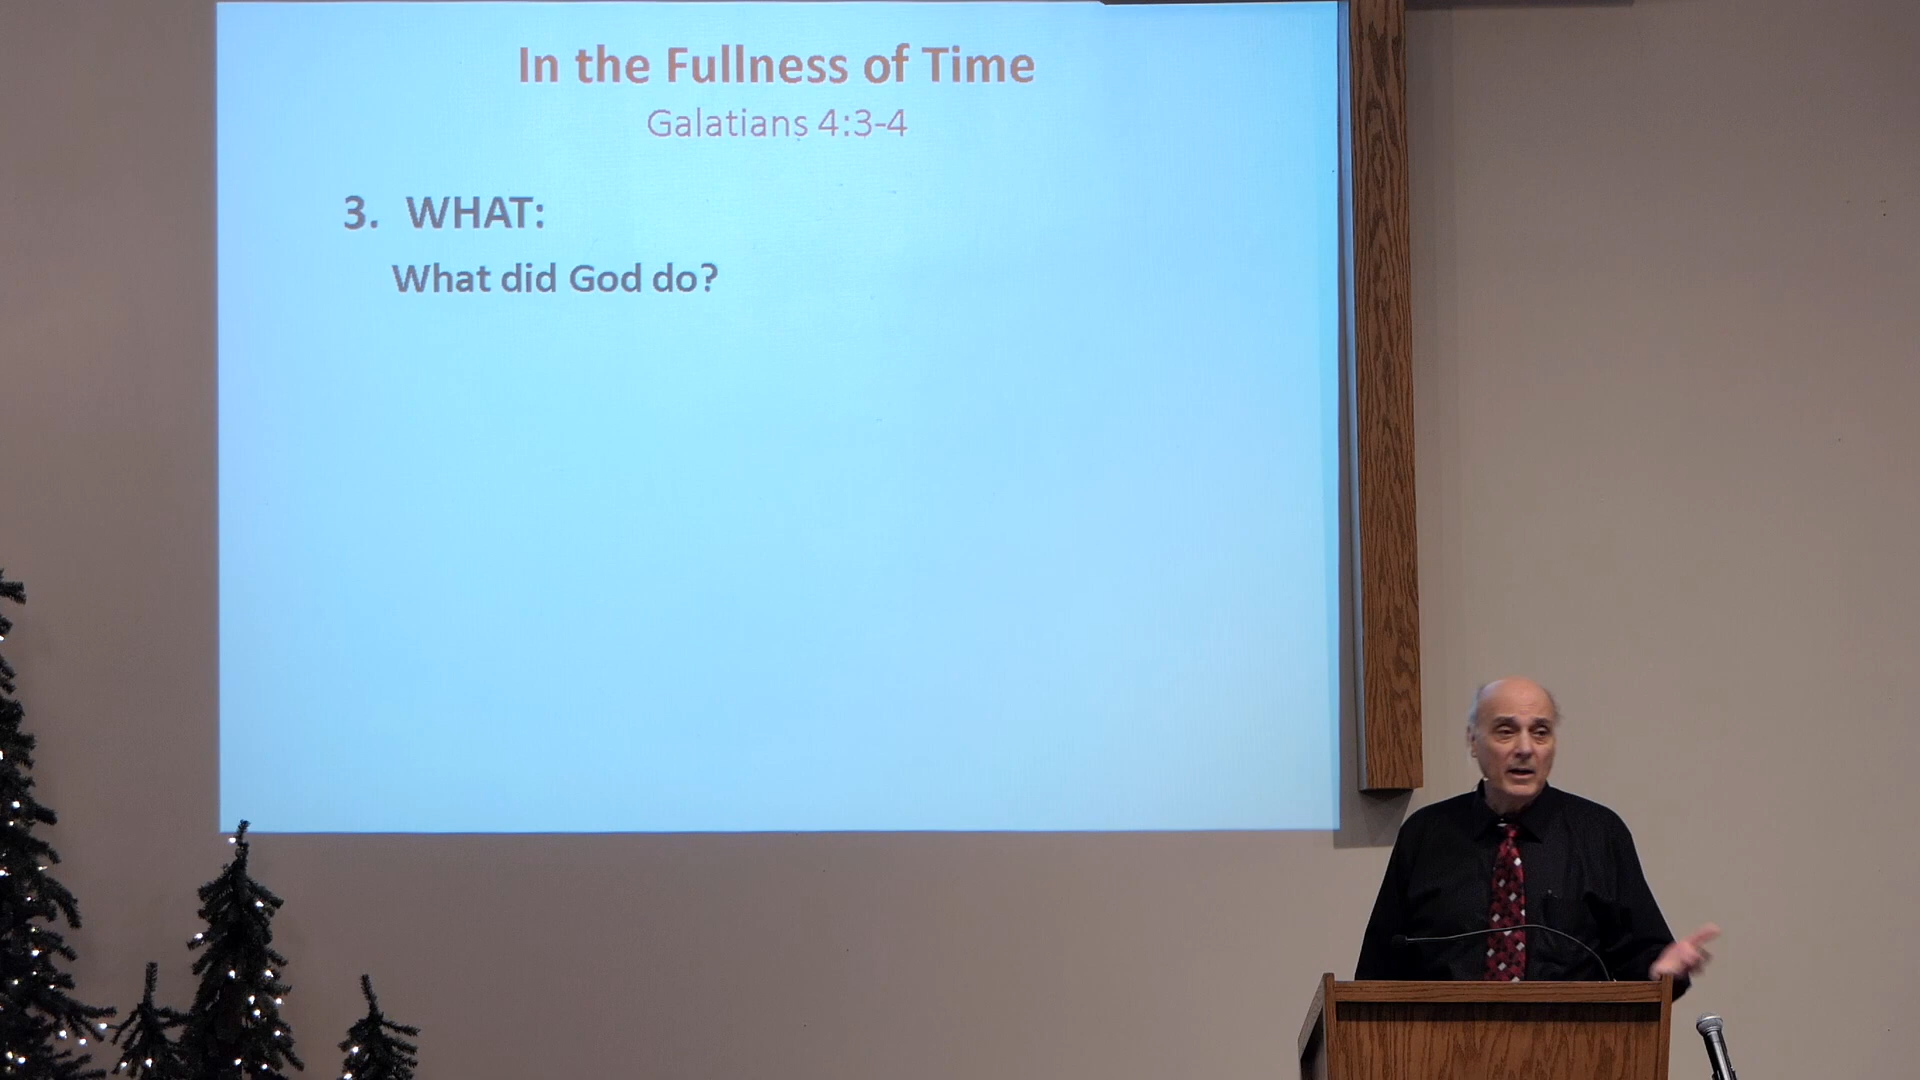 In the Fullness of Time
Galatians 4:3-4
3. WHAT:
What did God do?